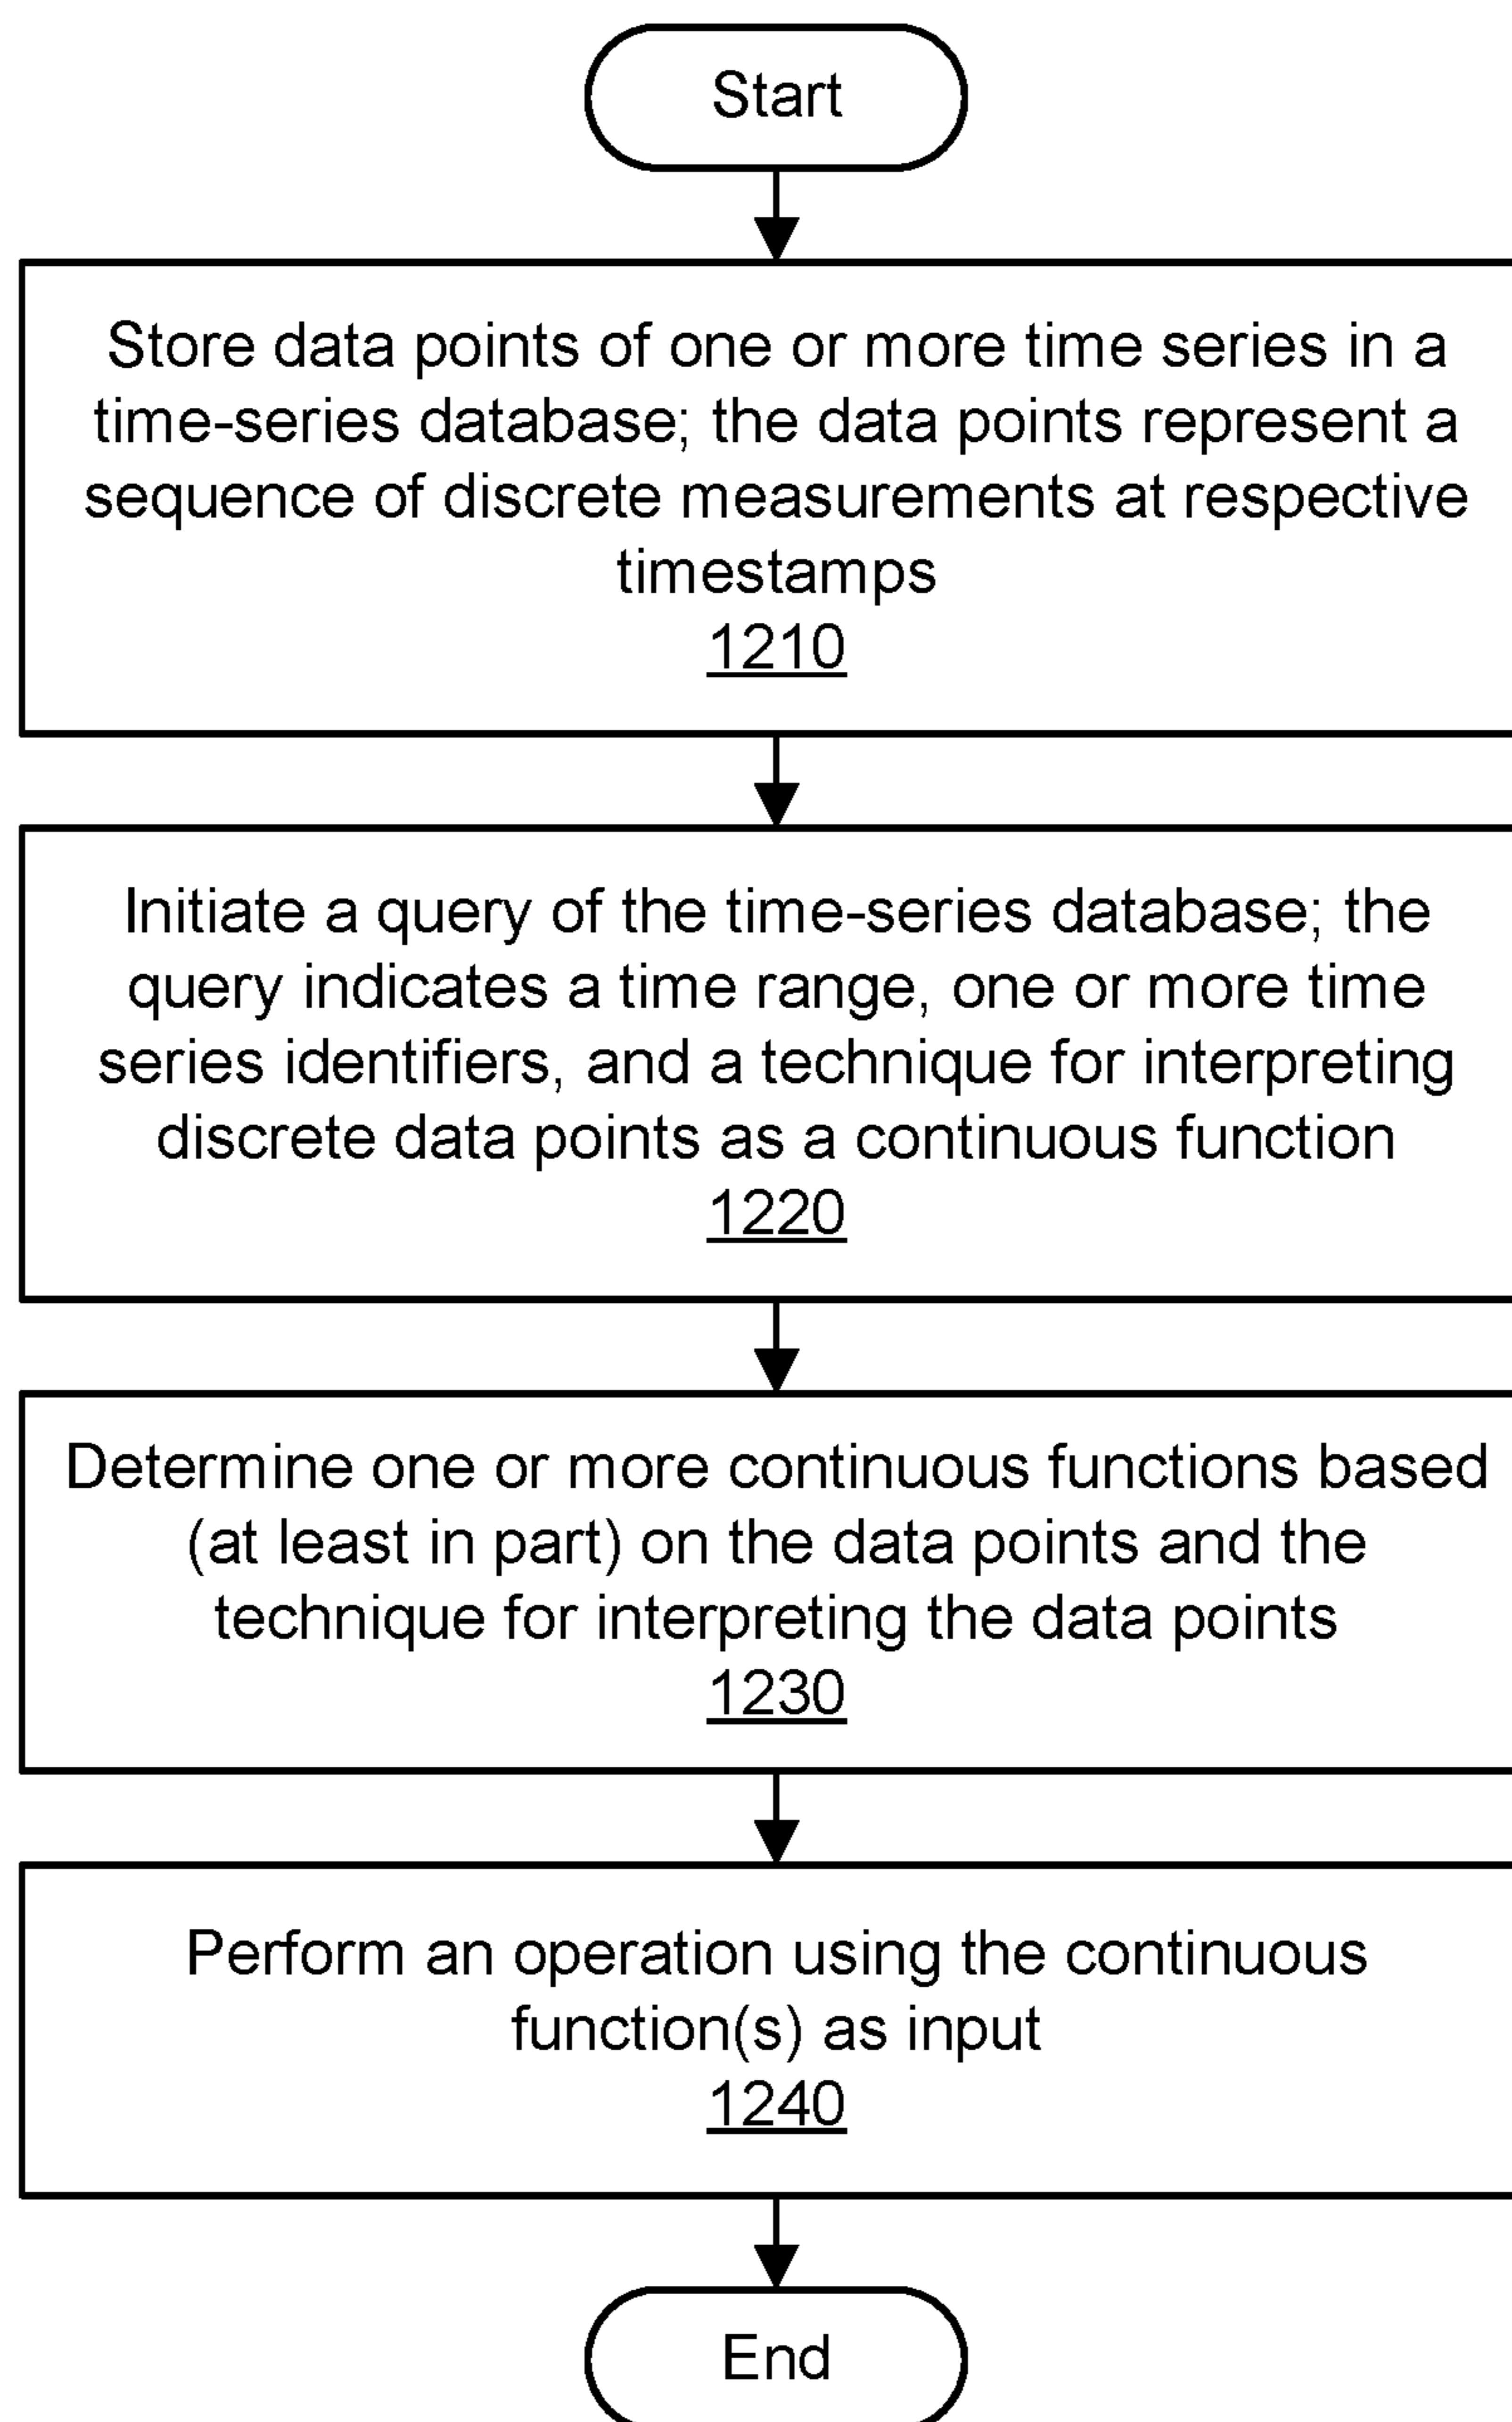 Start
Store data points of one or more time series in a
time-series database; the data points represent a
sequence of discrete measurements at respective
timestamps
1210
Initiate a query of the time-series database; the
query indicates a time range, one or more time
series identifiers, and a technique for interpreting
discrete data points as a continuous function
1220
Determine one or more continuous functions based
(at least in part) on the data points and the
technique for interpreting the data points
1230
Perform an operation using the continuous
function(s) as input
1240
End